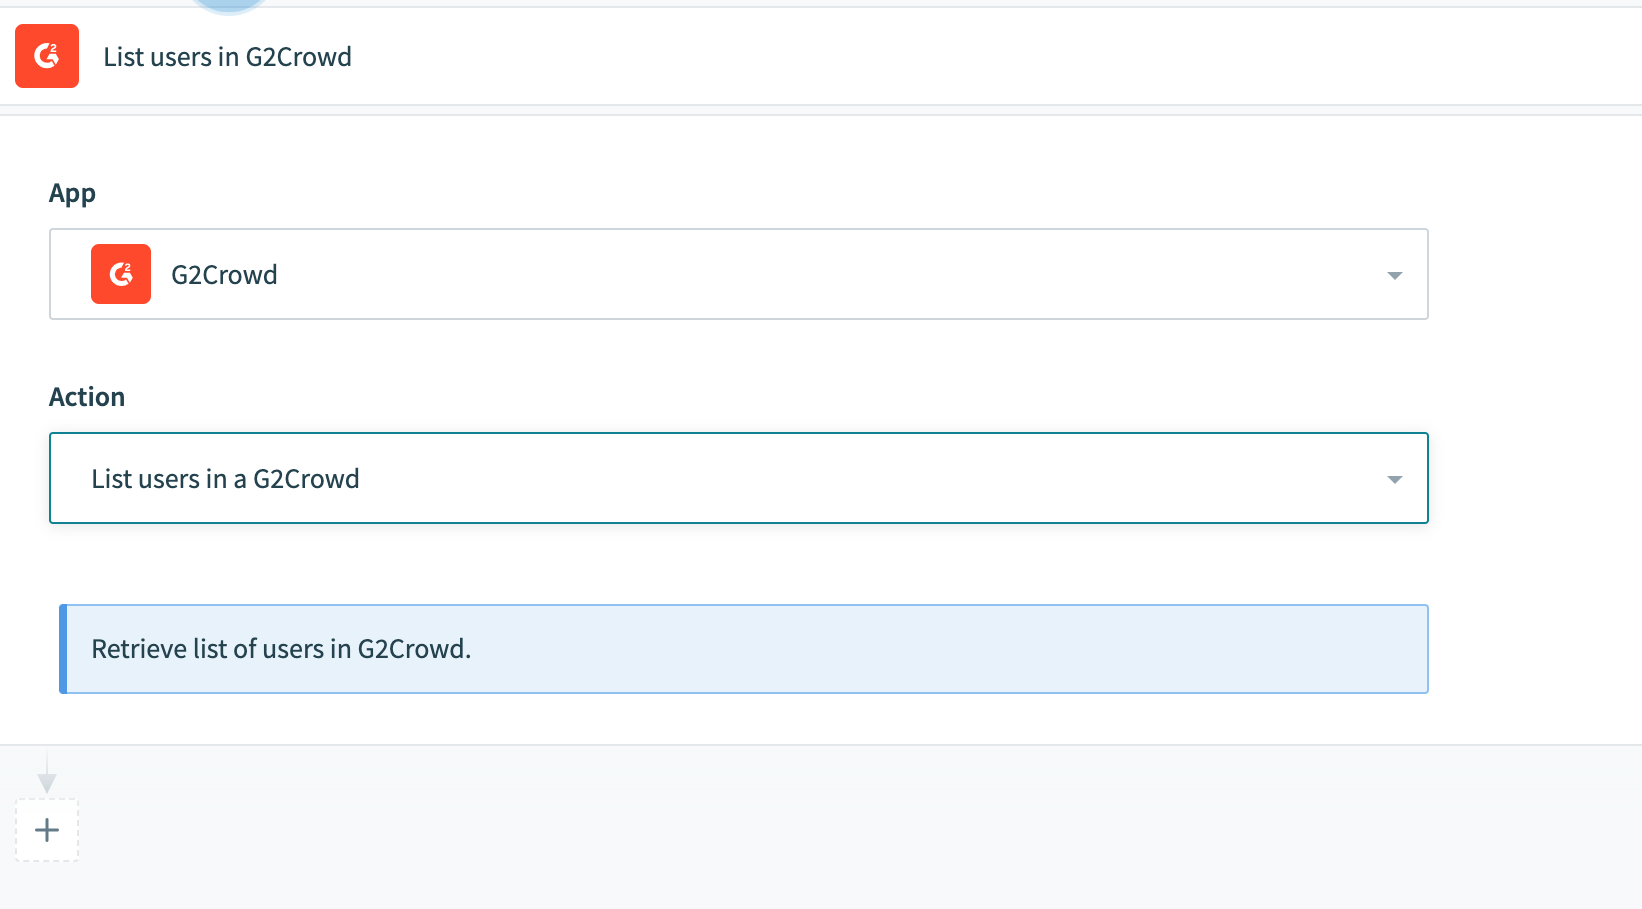 List users in G2Crowd
App
G2Crowd
Action
List users in a G2Crowd
Retrieve list of users in G2Crowd.